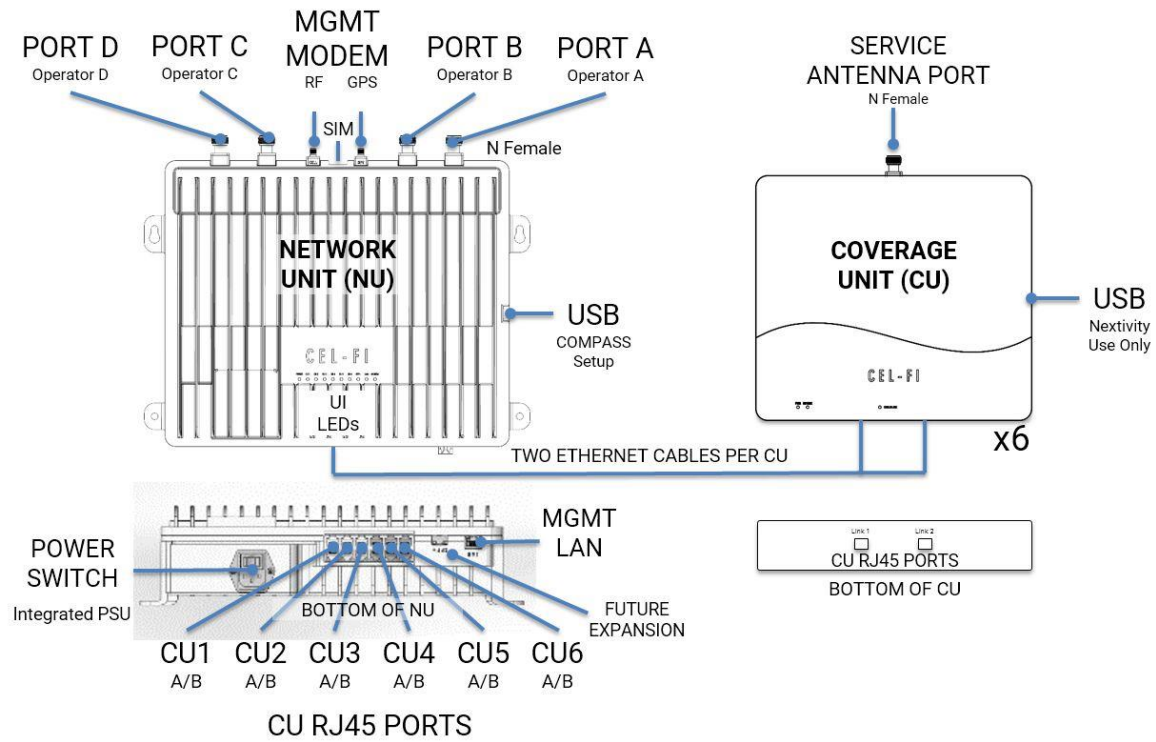 PORT D
Operator D
PORT C
Operator C
MGMT
MODEM
RF GPS
PORT B
Operator B
PORT A
Operator A
SIM
N Female
NETWORK
UNIT (NU)
USB
COMPASS
Setup
CEL-FI
UI
LEDs
SERVICE
ANTENNA PORT
N Female
COVERAGE
UNIT (CU)
USB
Nextivity
Use Only
CEL-FI
x6
TWO ETHERNET CABLES PER CU
POWER
SWITCH
Integrated PSU
MGMT
LAN
BOTTOM OF NU
FUTURE
EXPANSION
CU1 CU2 CU3 CU4 CU5 CU6
A/B A/B A/B A/B A/B A/B
CU RJ45 PORTS
Link 1 Link 2
CU RJ45 PORTS
BOTTOM OF CU